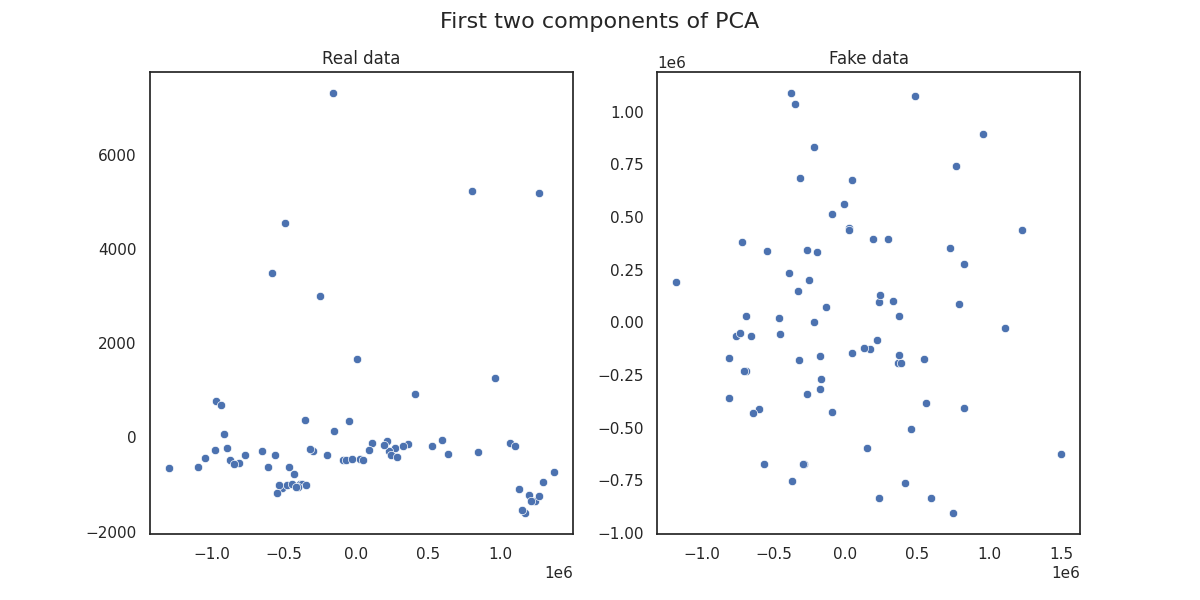 First two components of PCA
Real data
6000
4000
2000
0
−2000
−1.0 −0.5 0.0 0.5 1.0
1e6
Fake data
1e6
1.00
0.75
0.50
0.25
0.00
−0.25
−0.50
−0.75
−1.00
−1.0 −0.5 0.0 0.5 1.0 1.5
1e6